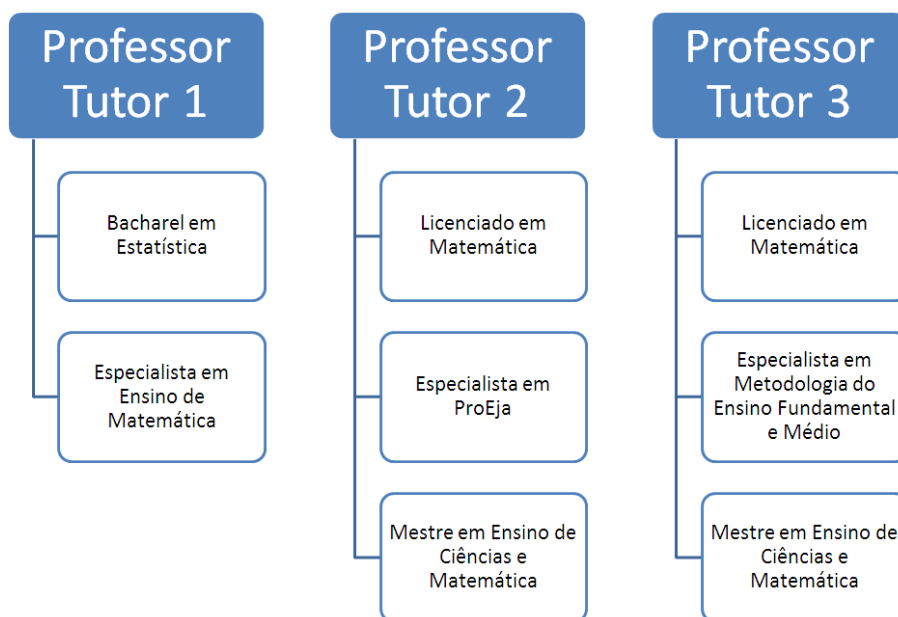 Professor
Tutor 1
Bacharel em
Estatística
Especialista em
Ensino de
Matemática
Professor
Tutor 2
Licenciado em
Matemática
Especialista em
ProEja
Mestre em Ensino de
Ciências e
Matemática
Professor
Tutor 3
Licenciado em
Matemática
Especialista em
Metodologia do
Ensino Fundamental
e Médio
Mestre em Ensino de
Ciências e
Matemática